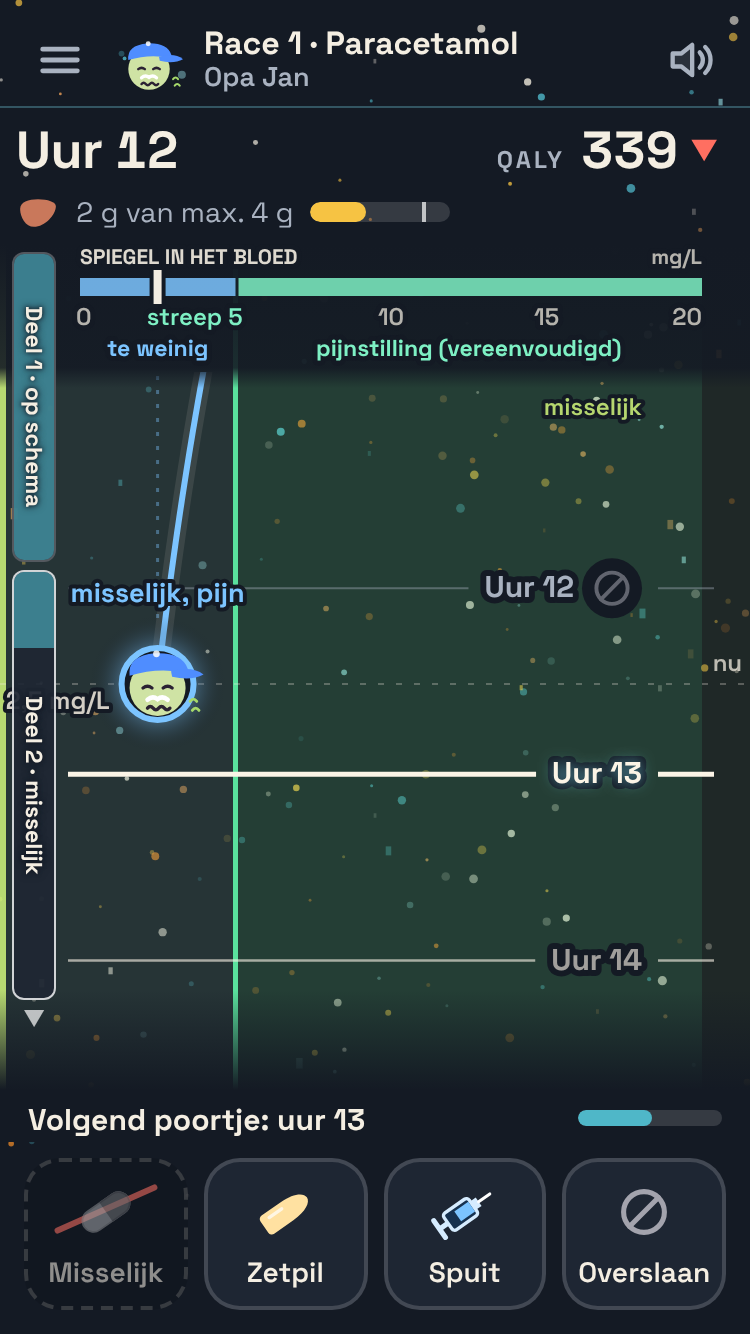 Race 1 · Paracetamol
Opa Jan
Uur 12
QALY 339
2 g van max. 4 g
SPIEGEL IN HET BLOED mg/L
0 streep 5 10 15 20
te weinig pijnstilling (vereenvoudigd)
Deel 1 · op schema
misselijk
misselijk, pijn
Uur 12
nu
mg/L
Deel 2 · misselijk
Uur 13
Uur 14
Volgend poortje: uur 13
Misselijk
Zetpil
Spuit
Overslaan